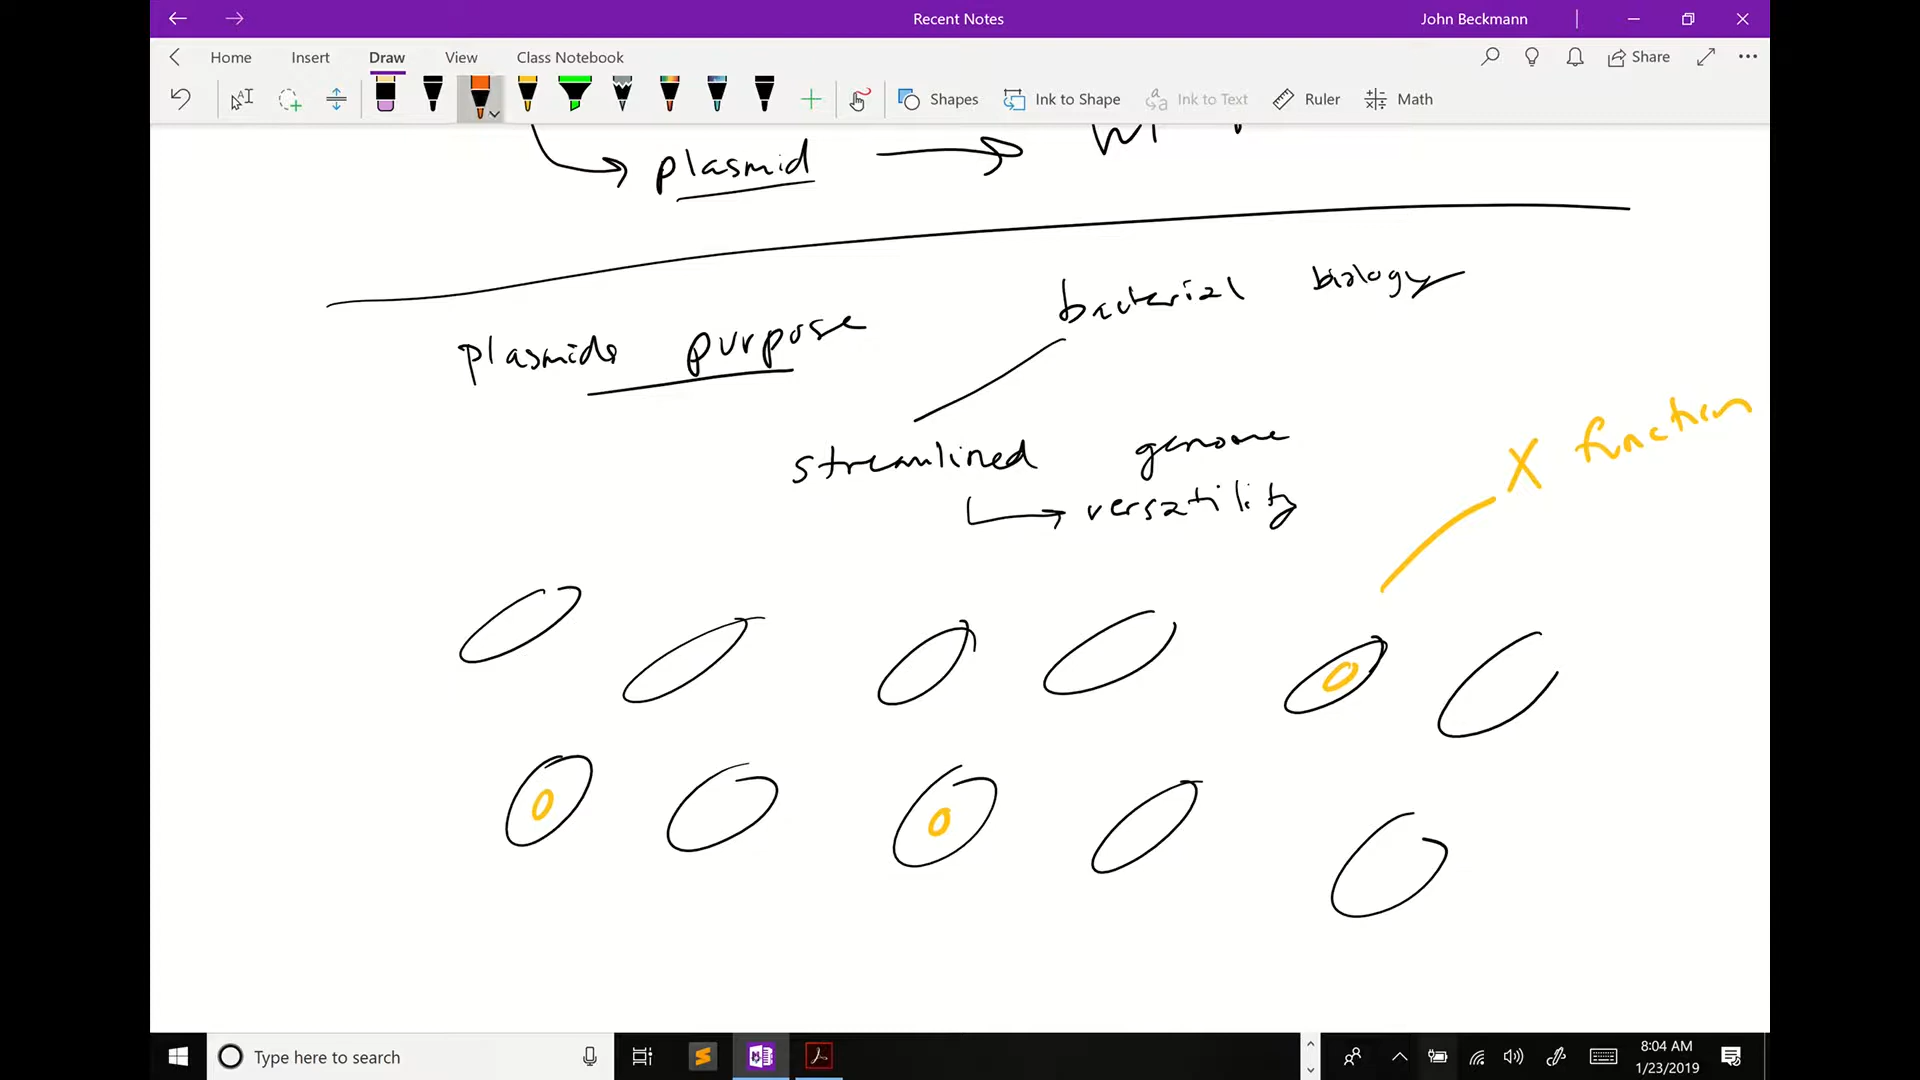 Recent Notes
John Beckmann
Home Insert Draw View Class Notebook
Share
Shapes Ink to Shape Ink to Text Ruler Math
plasmid
plasmids purpose
bacterial biology
streamlined genome
versatility
X function
Type here to search
8:04 AM
1/23/2019